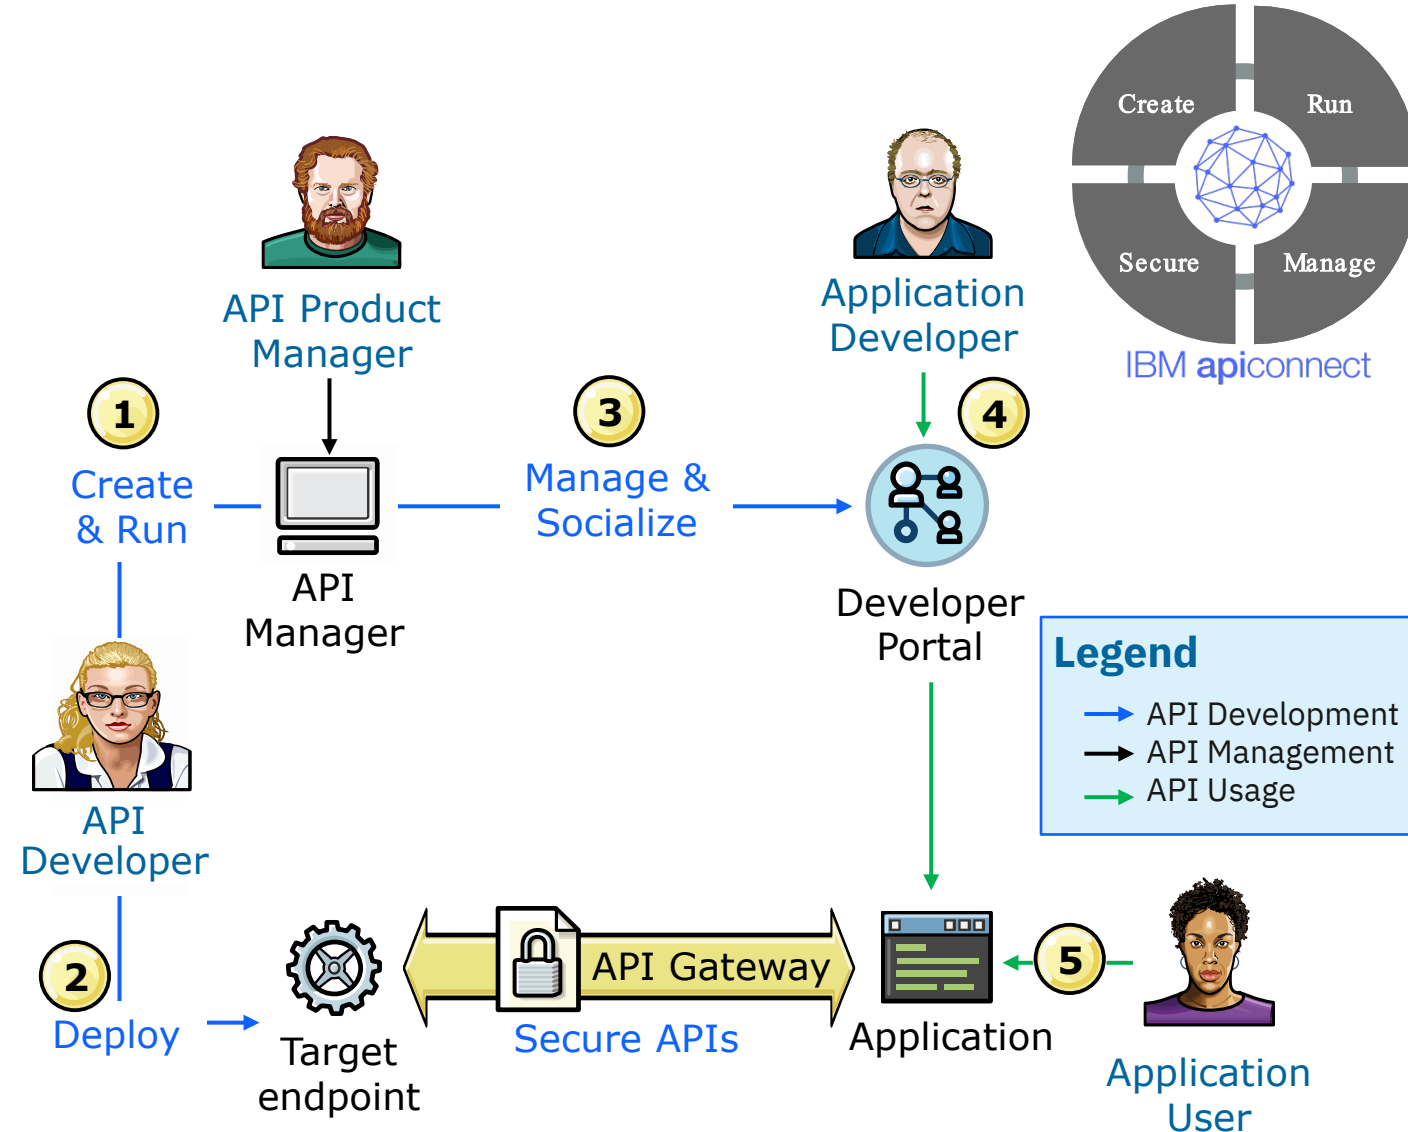 Create
Run
Secure
Manage
IBM apiconnect
API Product
Manager
Application
Developer
1
3
4
Create
& Run
Manage &
Socialize
API
Manager
Developer
Portal
Legend
API Development
API Management
API Usage
API
Developer
2
Deploy
Target
endpoint
API Gateway
Secure APIs
Application
5
Application
User